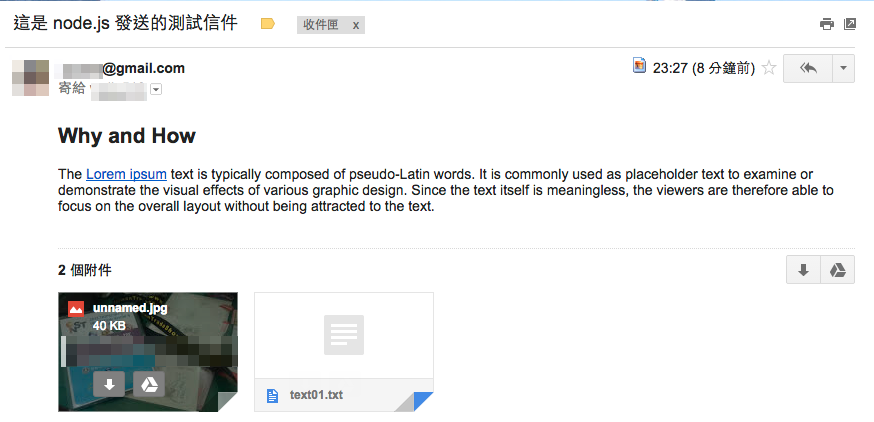 這是 node.js 發送的測試信件
收件匣 x
@gmail.com
23:27 (8 分鐘前)
寄給
Why and How
The Lorem ipsum text is typically composed of pseudo-Latin words. It is commonly used as placeholder text to examine or
demonstrate the visual effects of various graphic design. Since the text itself is meaningless, the viewers are therefore able to
focus on the overall layout without being attracted to the text.
2 個附件
unnamed.jpg
40 KB
text01.txt